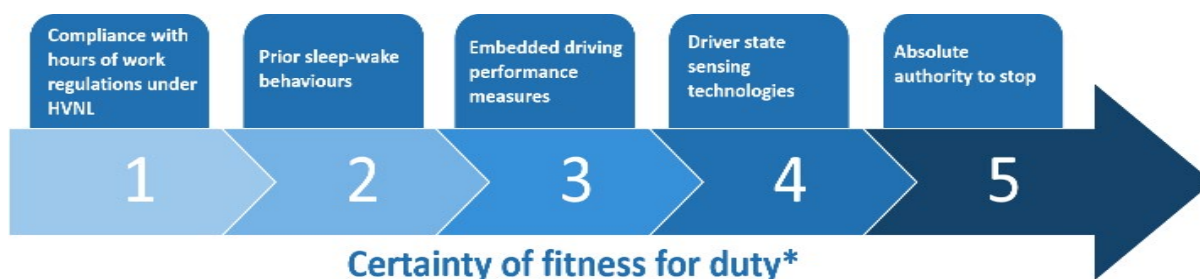 Compliance with
hours of work
regulations under
HVNL
Prior sleep-wake
behaviours
Embedded driving
performance
measures
Driver state
sensing
technologies
Absolute
authority to stop
1
2
3
4
5
Certainty of fitness for duty*